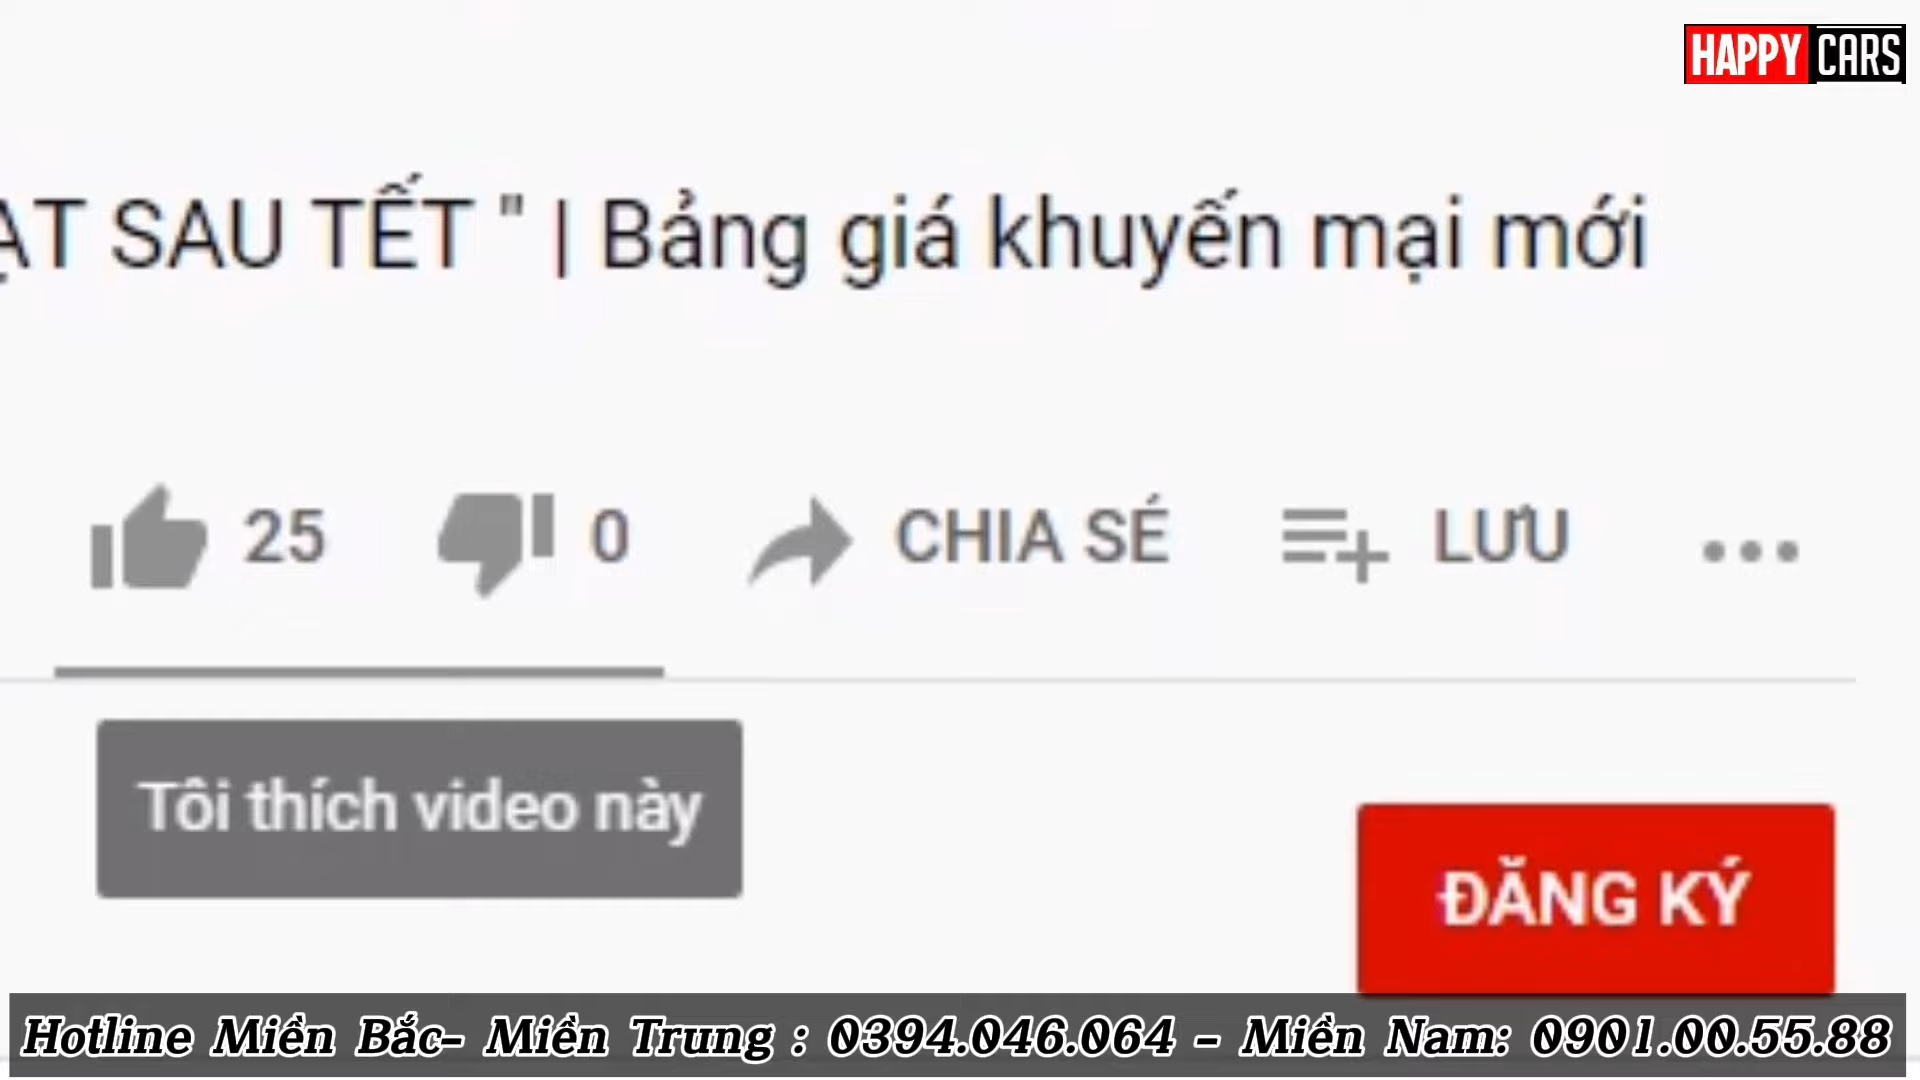 HAPPY CARS
ẠT SAU TẾT " | Bảng giá khuyến mại mới
25 0 CHIA SẺ LƯU
Tôi thích video này
ĐĂNG KÝ
Hotline Miền Bắc- Miền Trung : 0394.046.064 - Miền Nam: 0901.00.55.88